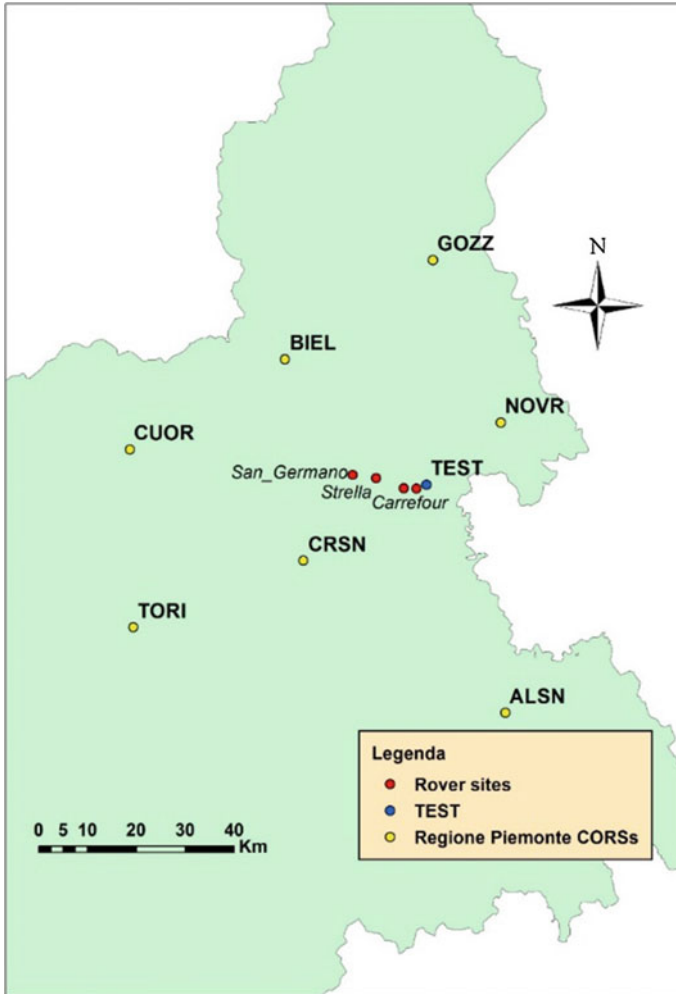 GOZZ
N
BIEL
NOVR
CUOR
San_Germano
TEST
Strella
Carrefour
CRSN
TORI
ALSN
Legenda
Rover sites
TEST
Regione Piemonte CORSs
0 5 10 20 30 40
Km